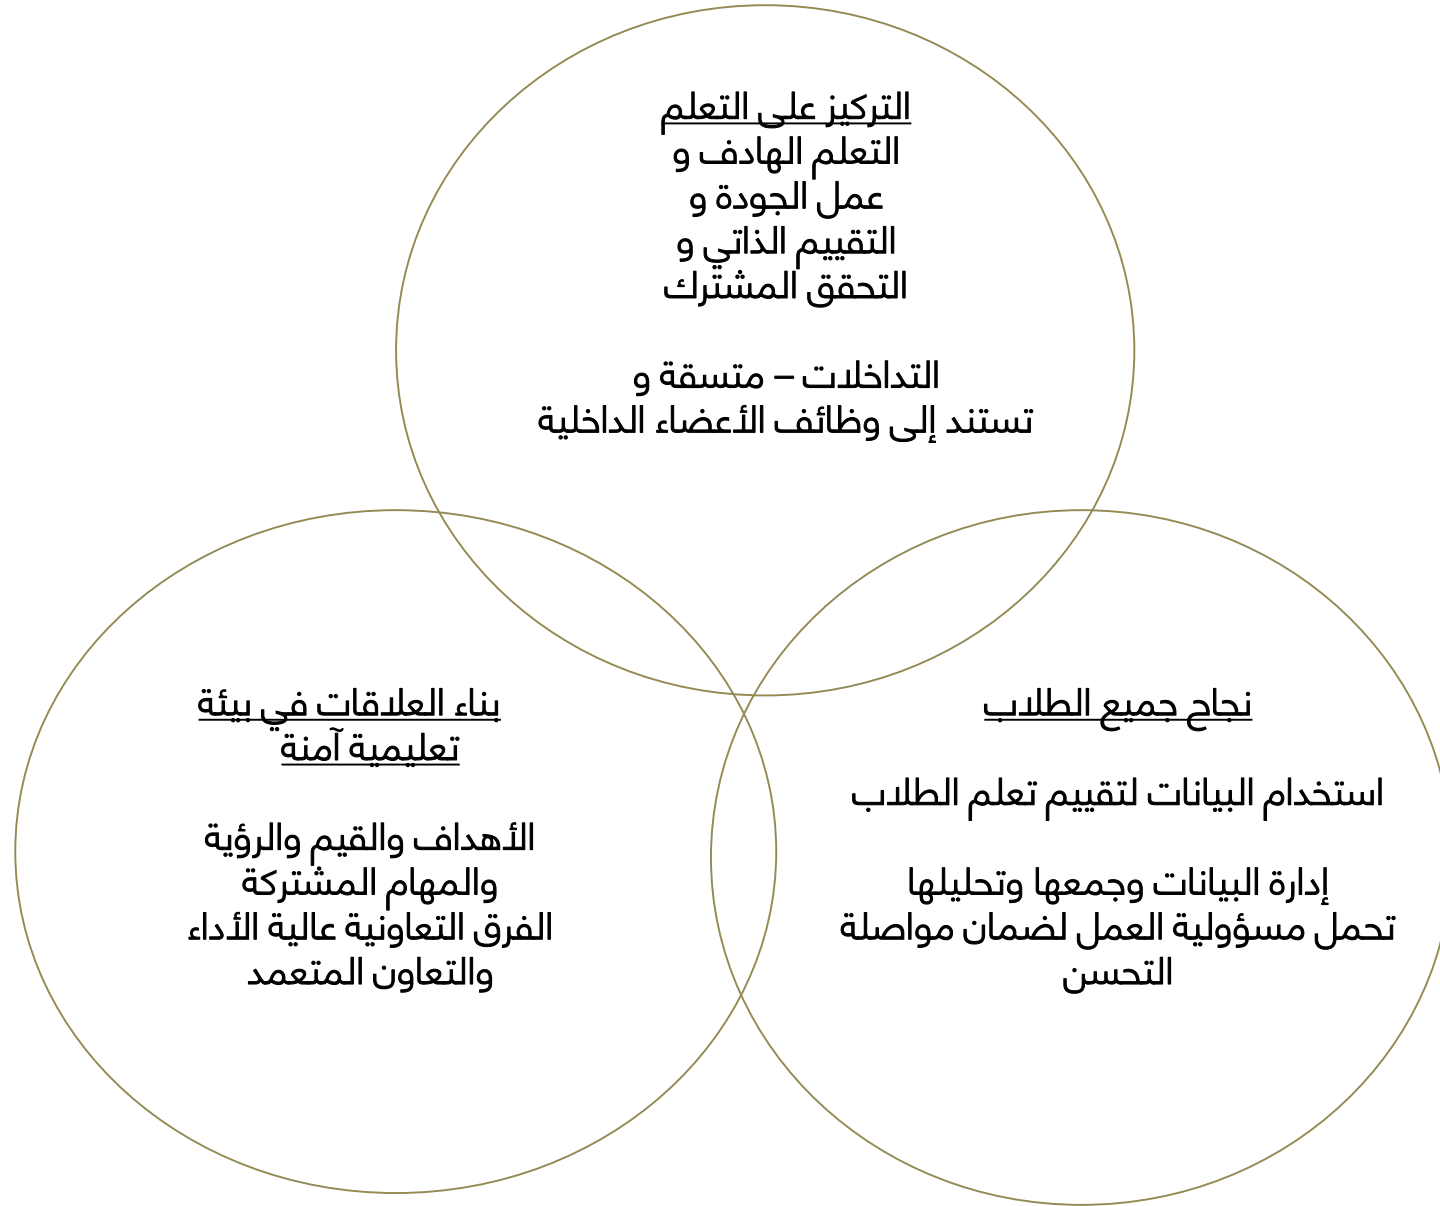 التركيز على التعلم
التعلم الهادف و
عمل الجودة و
التقييم الذاتي و
التحقق المشترك
التداخلات – متسقة و
تستند إلى وظائف الأعضاء الداخلية
نجاح جميع الطلاب
استخدام البيانات لتقييم تعلم الطلاب
إدارة البيانات وجمعها وتحليلها
تحمل مسؤولية العمل لضمان مواصلة
التحسن
بناء العلاقات في بيئة
تعليمية آمنة
الأهداف والقيم والرؤية
والمهام المشتركة
الفرق التعاونية عالية الأداء
والتعاون المتعمد